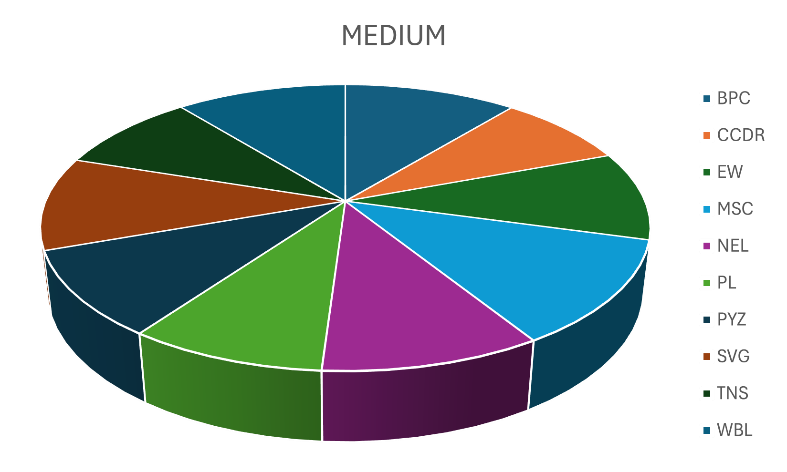 MEDIUM
BPC
CCDR
EW
MSC
NEL
PL
PYZ
SVG
TNS
WBL